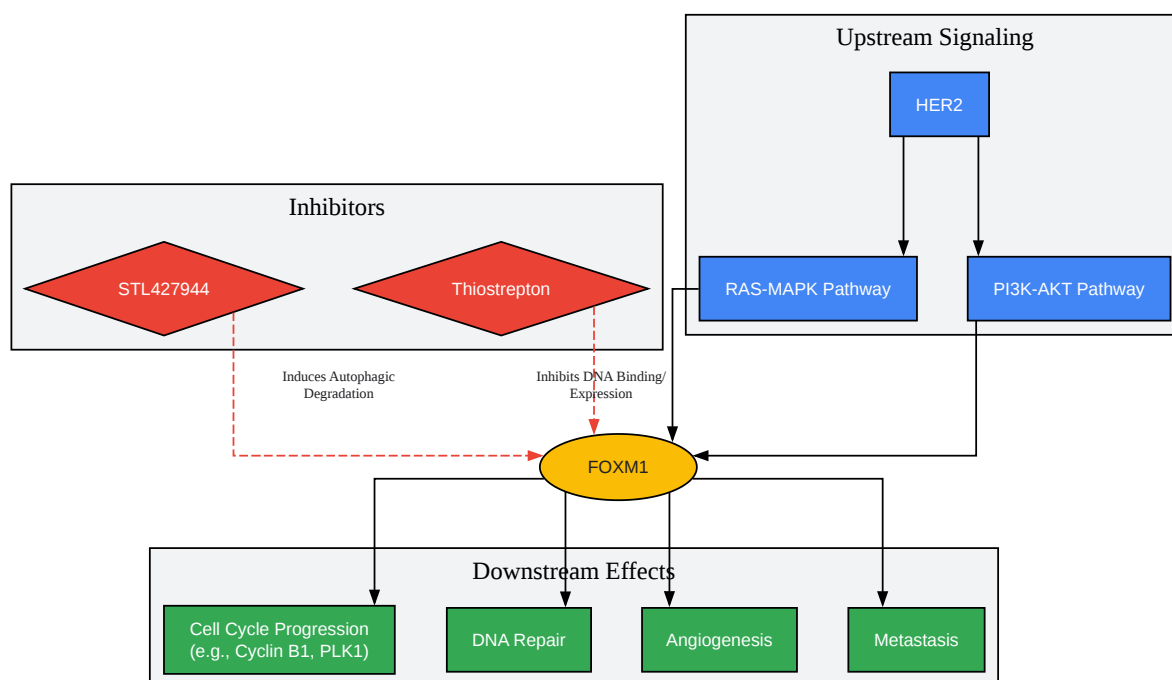 Upstream Signaling
HER2
Inhibitors
STL427944
Thiostrepton
RAS-MAPK Pathway
PI3K-AKT Pathway
Induces Autophagic
Degradation
Inhibits DNA Binding/
Expression
FOXM1
Downstream Effects
Cell Cycle Progression
(e.g., Cyclin B1, PLK1)
DNA Repair
Angiogenesis
Metastasis